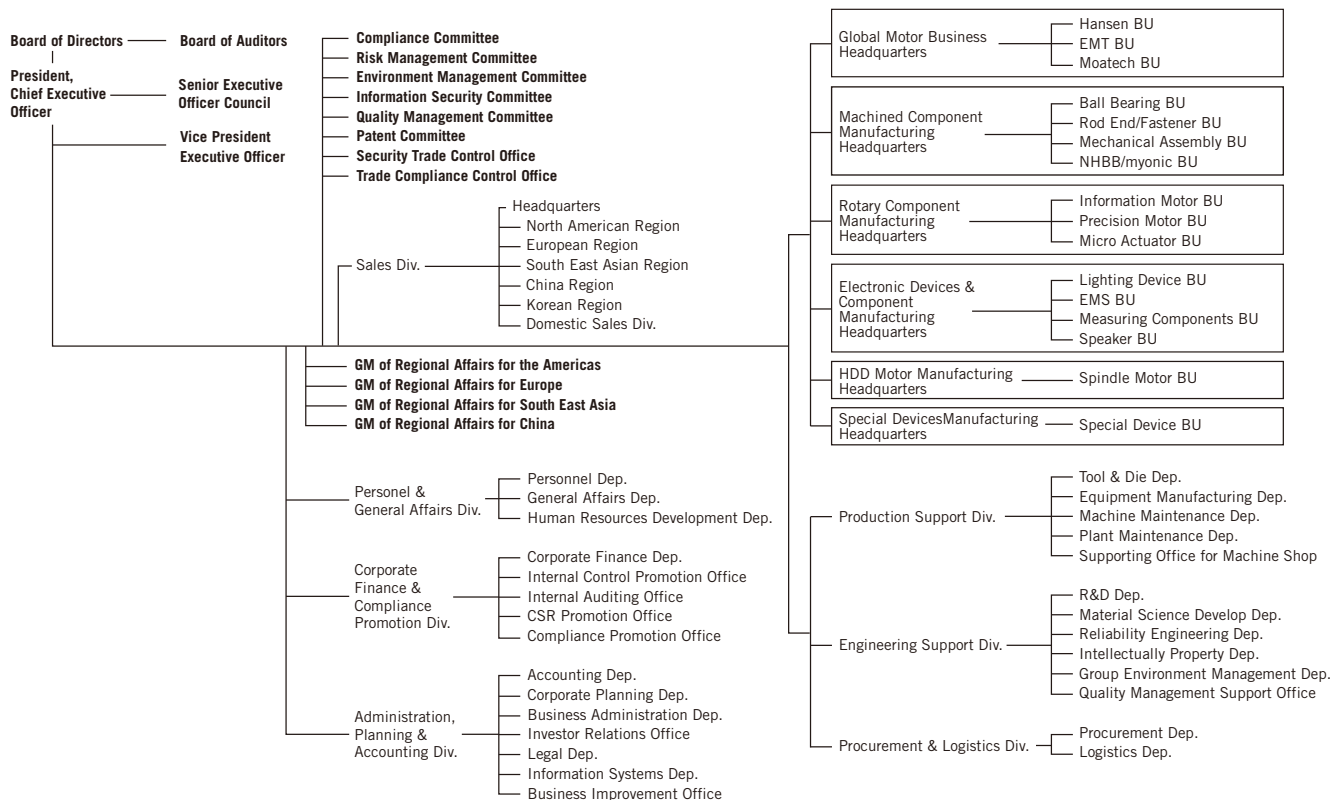 Board of Directors
Board of Auditors
President,
Chief Executive
Officer
Senior Executive
Officer Council
Vice President
Executive Officer
Compliance Committee
Risk Management Committee
Environment Management Committee
Information Security Committee
Quality Management Committee
Patent Committee
Security Trade Control Office
Trade Compliance Control Office
Sales Div.
Headquarters
North American Region
European Region
South East Asian Region
China Region
Korean Region
Domestic Sales Div.
GM of Regional Affairs for the Americas
GM of Regional Affairs for Europe
GM of Regional Affairs for South East Asia
GM of Regional Affairs for China
Personel &
General Affairs Div.
Personnel Dep.
General Affairs Dep.
Human Resources Development Dep.
Corporate
Finance &
Compliance
Promotion Div.
Corporate Finance Dep.
Internal Control Promotion Office
Internal Auditing Office
CSR Promotion Office
Compliance Promotion Office
Administration,
Planning &
Accounting Div.
Accounting Dep.
Corporate Planning Dep.
Business Administration Dep.
Investor Relations Office
Legal Dep.
Information Systems Dep.
Business Improvement Office
Global Motor Business
Headquarters
Hansen BU
EMT BU
Moatech BU
Machined Component
Manufacturing
Headquarters
Ball Bearing BU
Rod End/Fastener BU
Mechanical Assembly BU
NHBB/myonic BU
Rotary Component
Manufacturing
Headquarters
Information Motor BU
Precision Motor BU
Micro Actuator BU
Electronic Devices &
Component
Manufacturing
Headquarters
Lighting Device BU
EMS BU
Measuring Components BU
Speaker BU
HDD Motor Manufacturing
Headquarters
Spindle Motor BU
Special DevicesManufacturing
Headquarters
Special Device BU
Production Support Div.
Tool & Die Dep.
Equipment Manufacturing Dep.
Machine Maintenance Dep.
Plant Maintenance Dep.
Supporting Office for Machine Shop
Engineering Support Div.
R&D Dep.
Material Science Develop Dep.
Reliability Engineering Dep.
Intellectually Property Dep.
Group Environment Management Dep.
Quality Management Support Office
Procurement & Logistics Div.
Procurement Dep.
Logistics Dep.